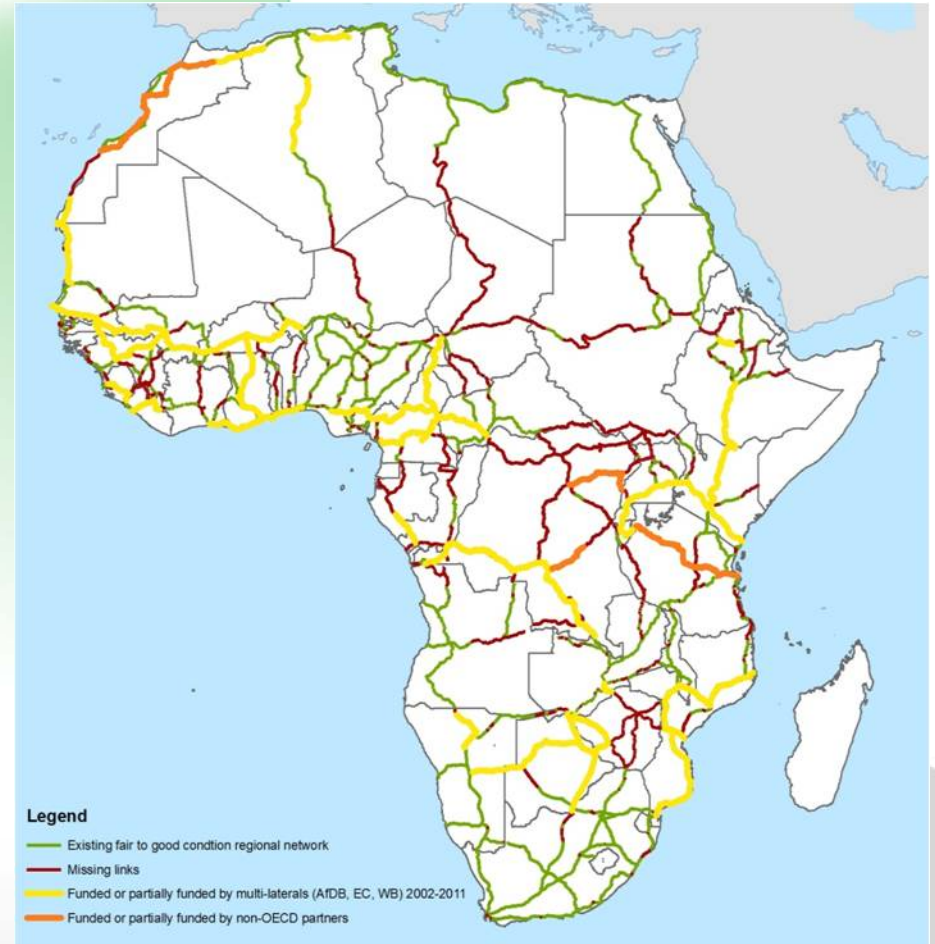 Legend
Existing fair to good condtion regional network
Missing links
Funded or partially funded by multi-laterals (AfDB, EC, WB) 2002-2011
Funded or partially funded by non-OECD partners